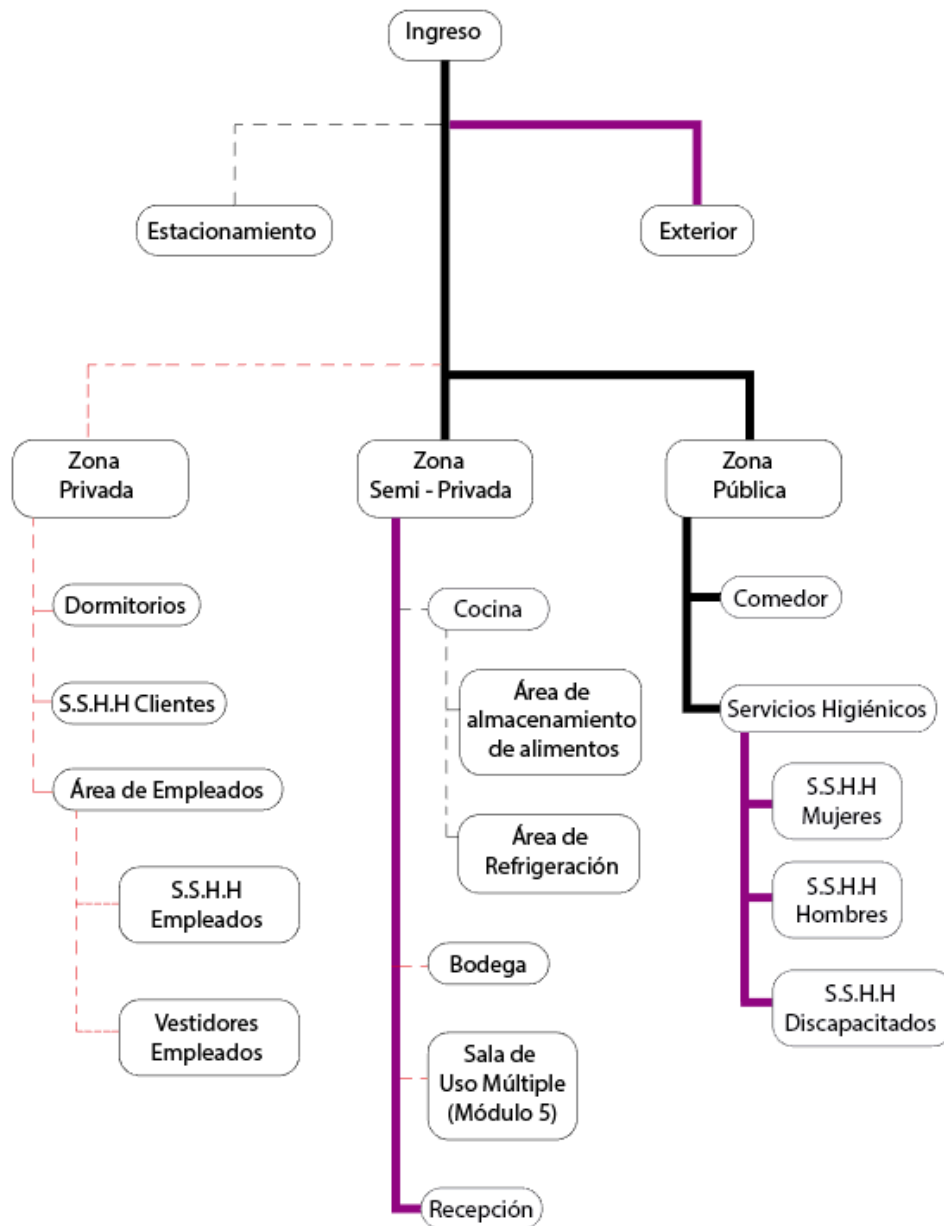 Ingreso
Estacionamiento
Exterior
Zona
Privada
Zona
Semi - Privada
Zona
Pública
Dormitorios
S.S.H.H Clientes
Área de Empleados
S.S.H.H
Empleados
Vestidores
Empleados
Cocina
Área de
almacenamiento
de alimentos
Área de
Refrigeración
Bodega
Sala de
Uso Múltiple
(Módulo 5)
Recepción
Comedor
Servicios Higiénicos
S.S.H.H
Mujeres
S.S.H.H
Hombres
S.S.H.H
Discapacitados